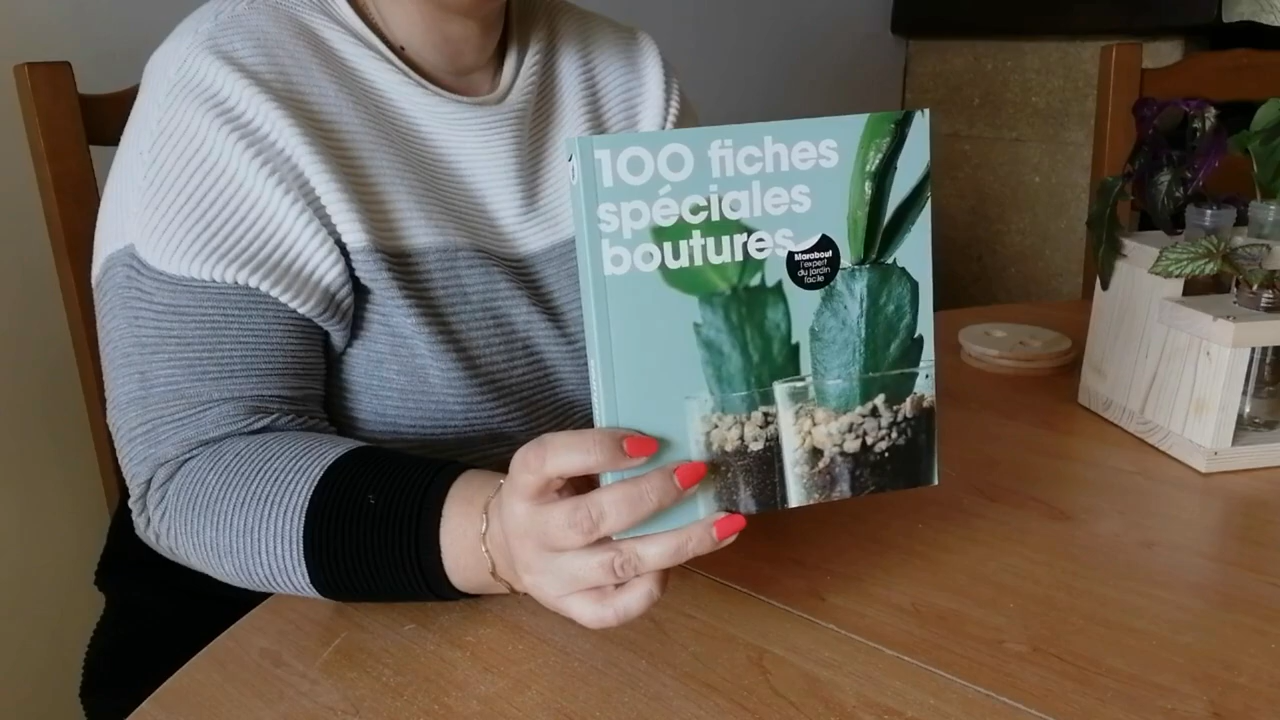 100 fiches
spéciales
boutures
Marabout
l'expert
du jardin
facile